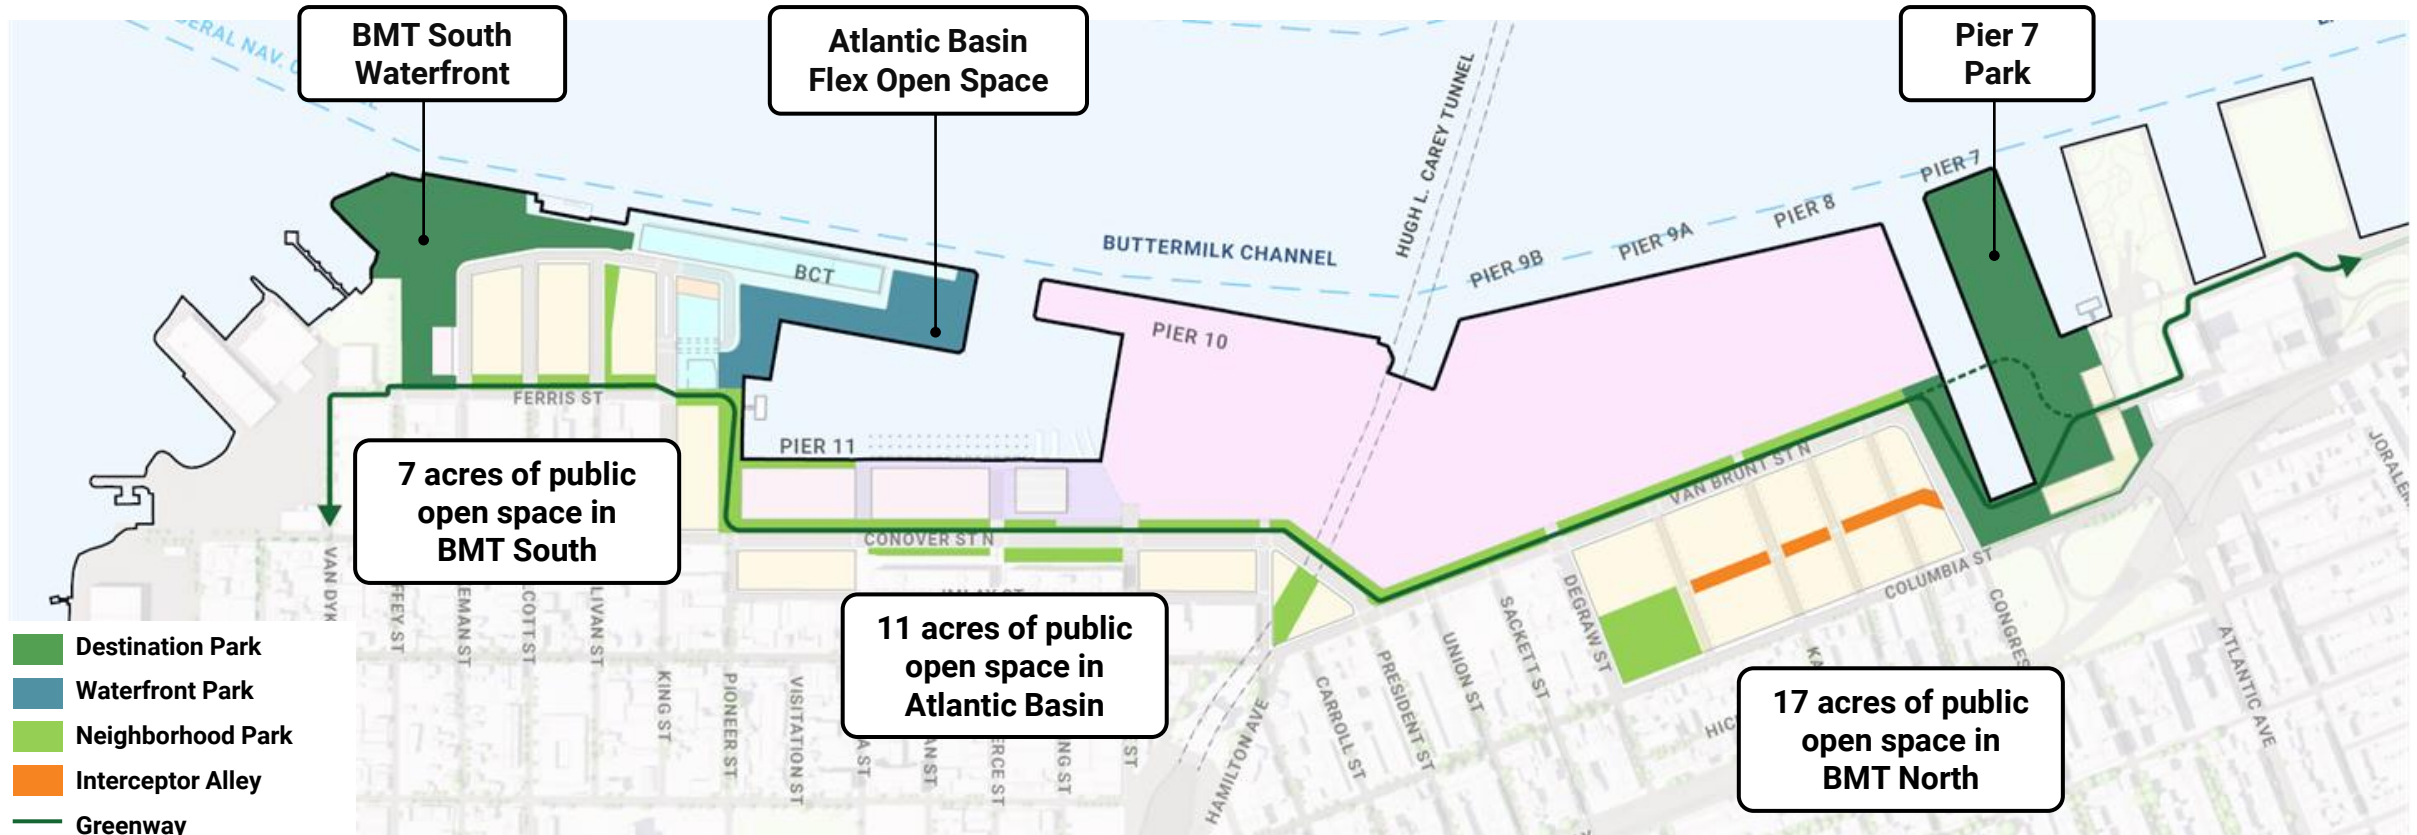 BMT South
Waterfront
Atlantic Basin
Flex Open Space
Pier 7
Park
NAV.
HUGH L. CAREY TUNNEL
BUTTERMILK CHANNEL
PIER 7
PIER 8
PIER 9A
PIER 9B
PIER 10
BCT
PIER 11
FERRIS ST
CONOVER ST N
VAN BRUNT ST N
COLUMBIA ST
7 acres of public
open space in
BMT South
11 acres of public
open space in
Atlantic Basin
17 acres of public
open space in
BMT North
KING ST
PIONEER ST
VISITATION ST
HAMILTON AVE
CARROLL ST
PRESIDENT ST
UNION ST
SACKETT ST
DEGRAW ST
ATLANTIC AVE
Destination Park
Waterfront Park
Neighborhood Park
Interceptor Alley
Greenway